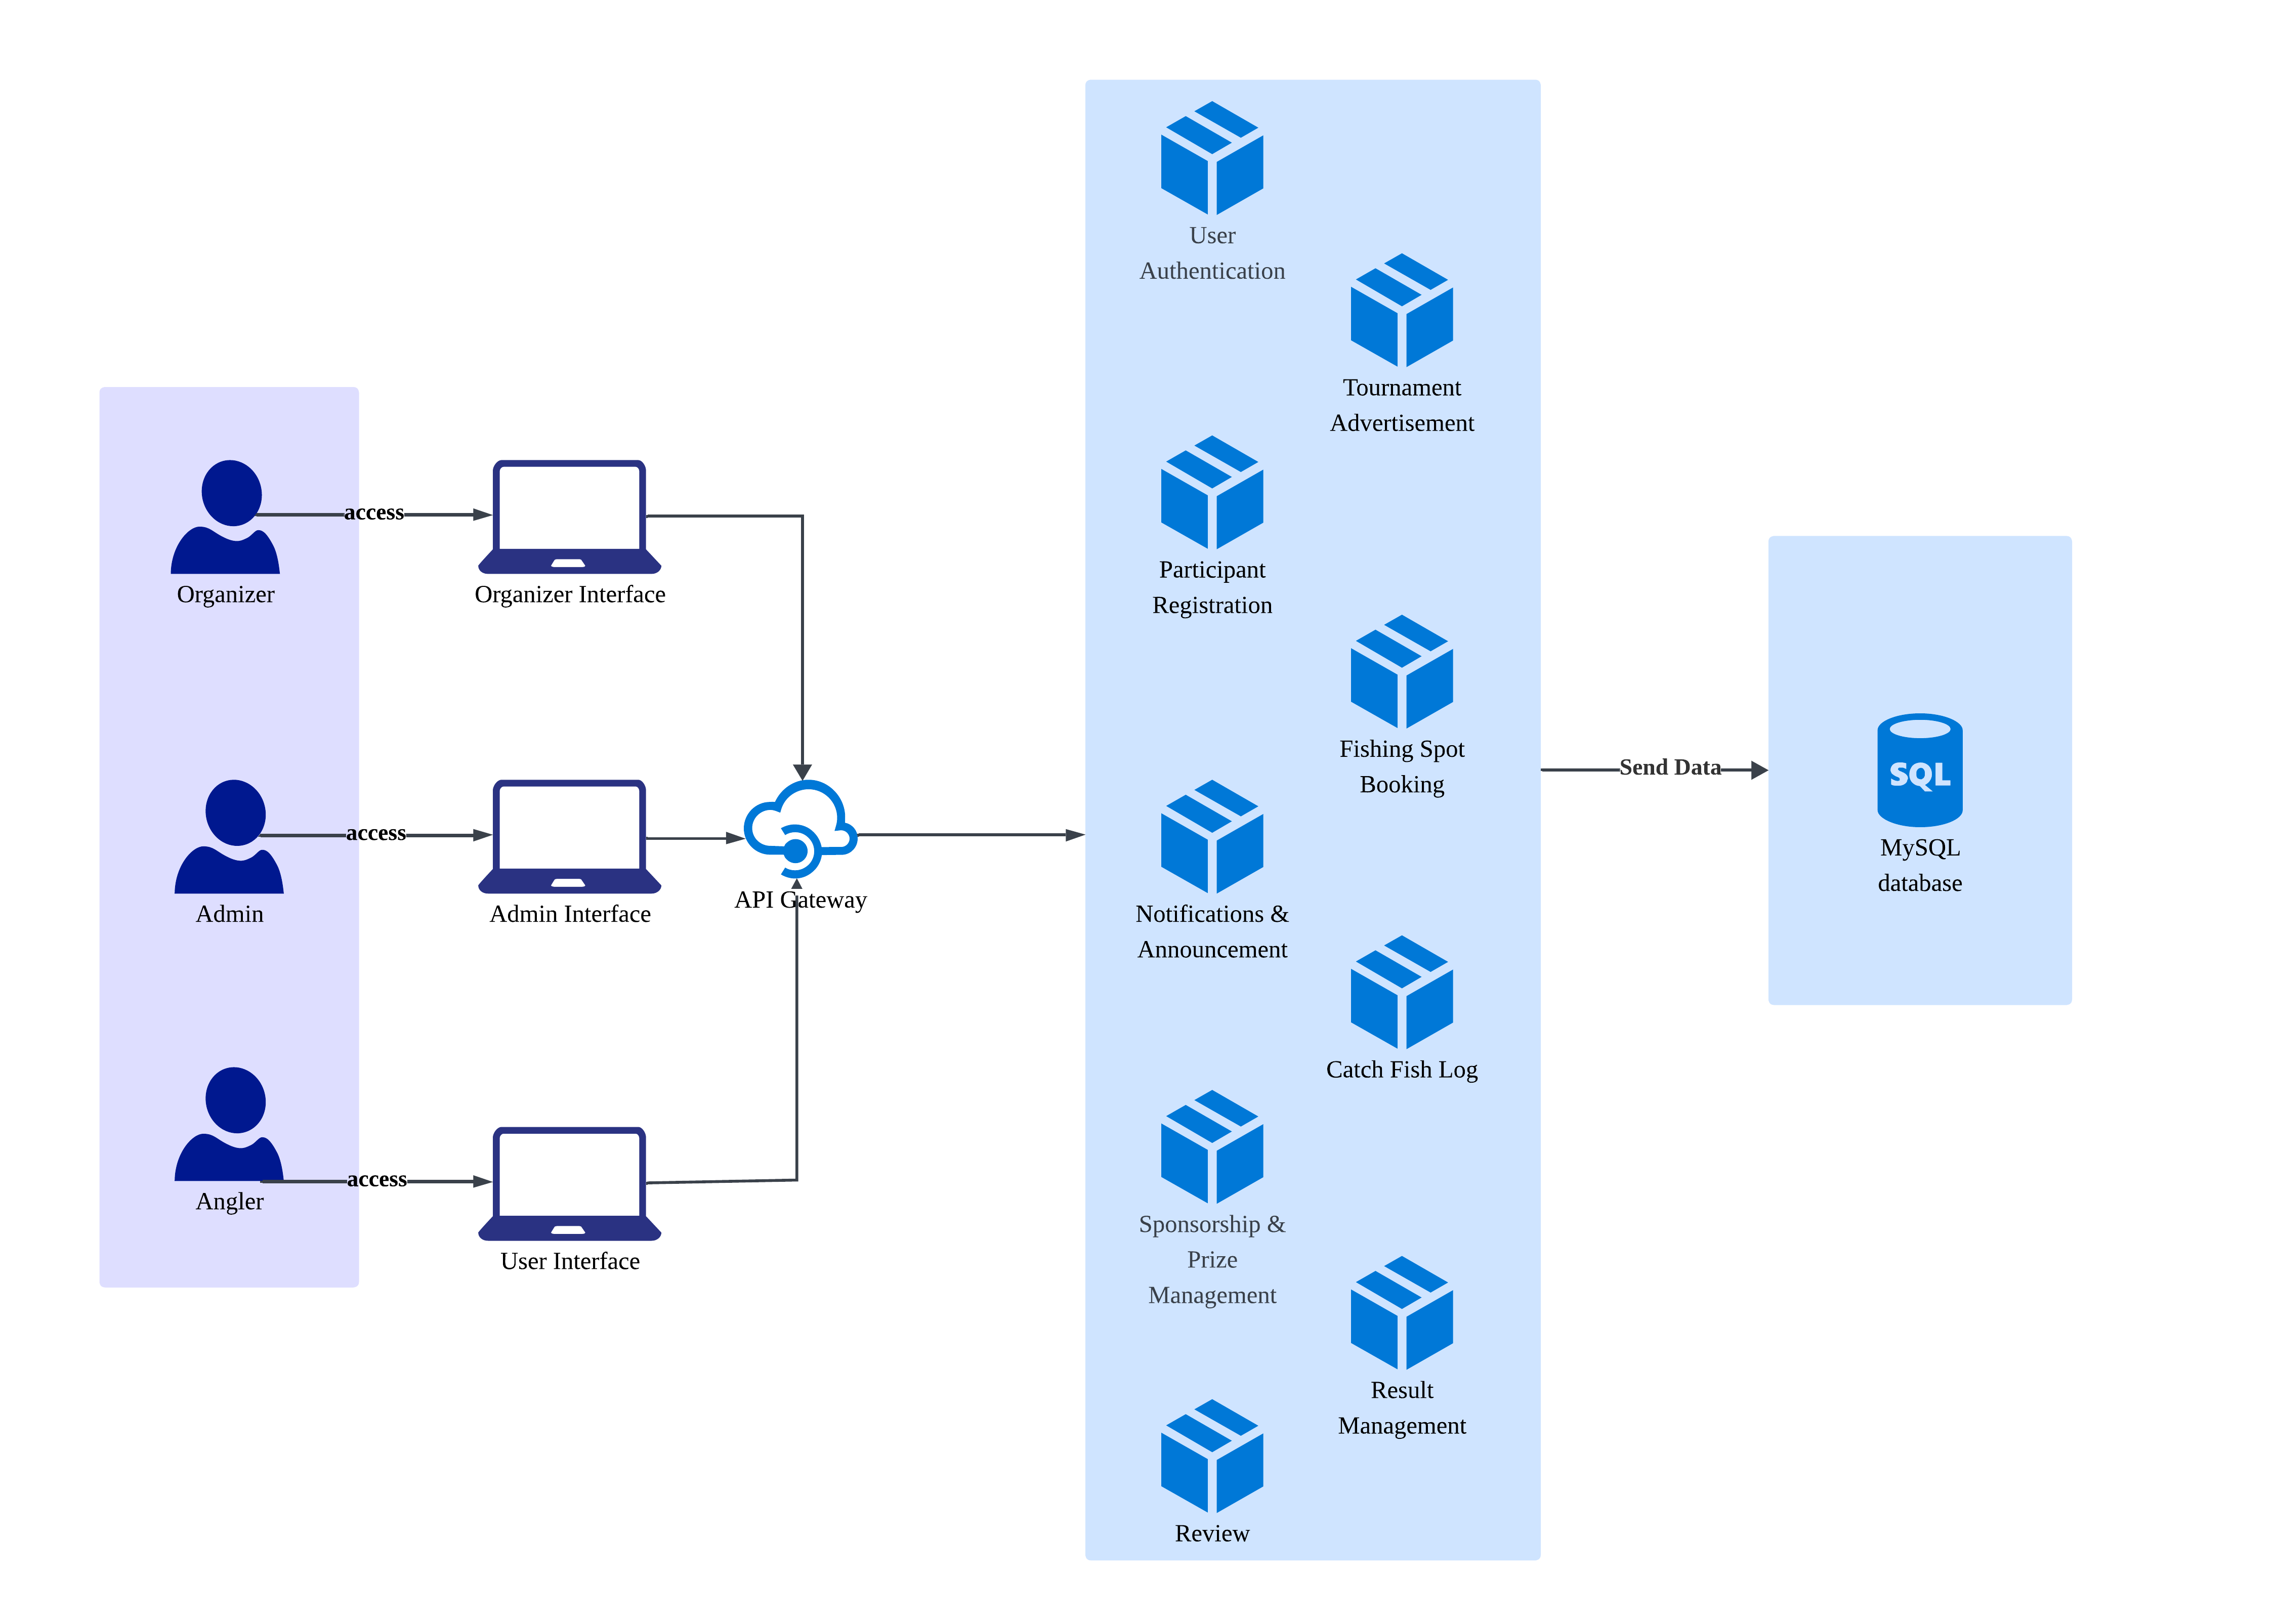 Organizer
access
Organizer Interface
Admin
access
Admin Interface
Angler
access
User Interface
API Gateway
User
Authentication
Tournament
Advertisement
Participant
Registration
Fishing Spot
Booking
Notifications &
Announcement
Catch Fish Log
Sponsorship &
Prize
Management
Result
Management
Review
Send Data
SQL
MySQL
database